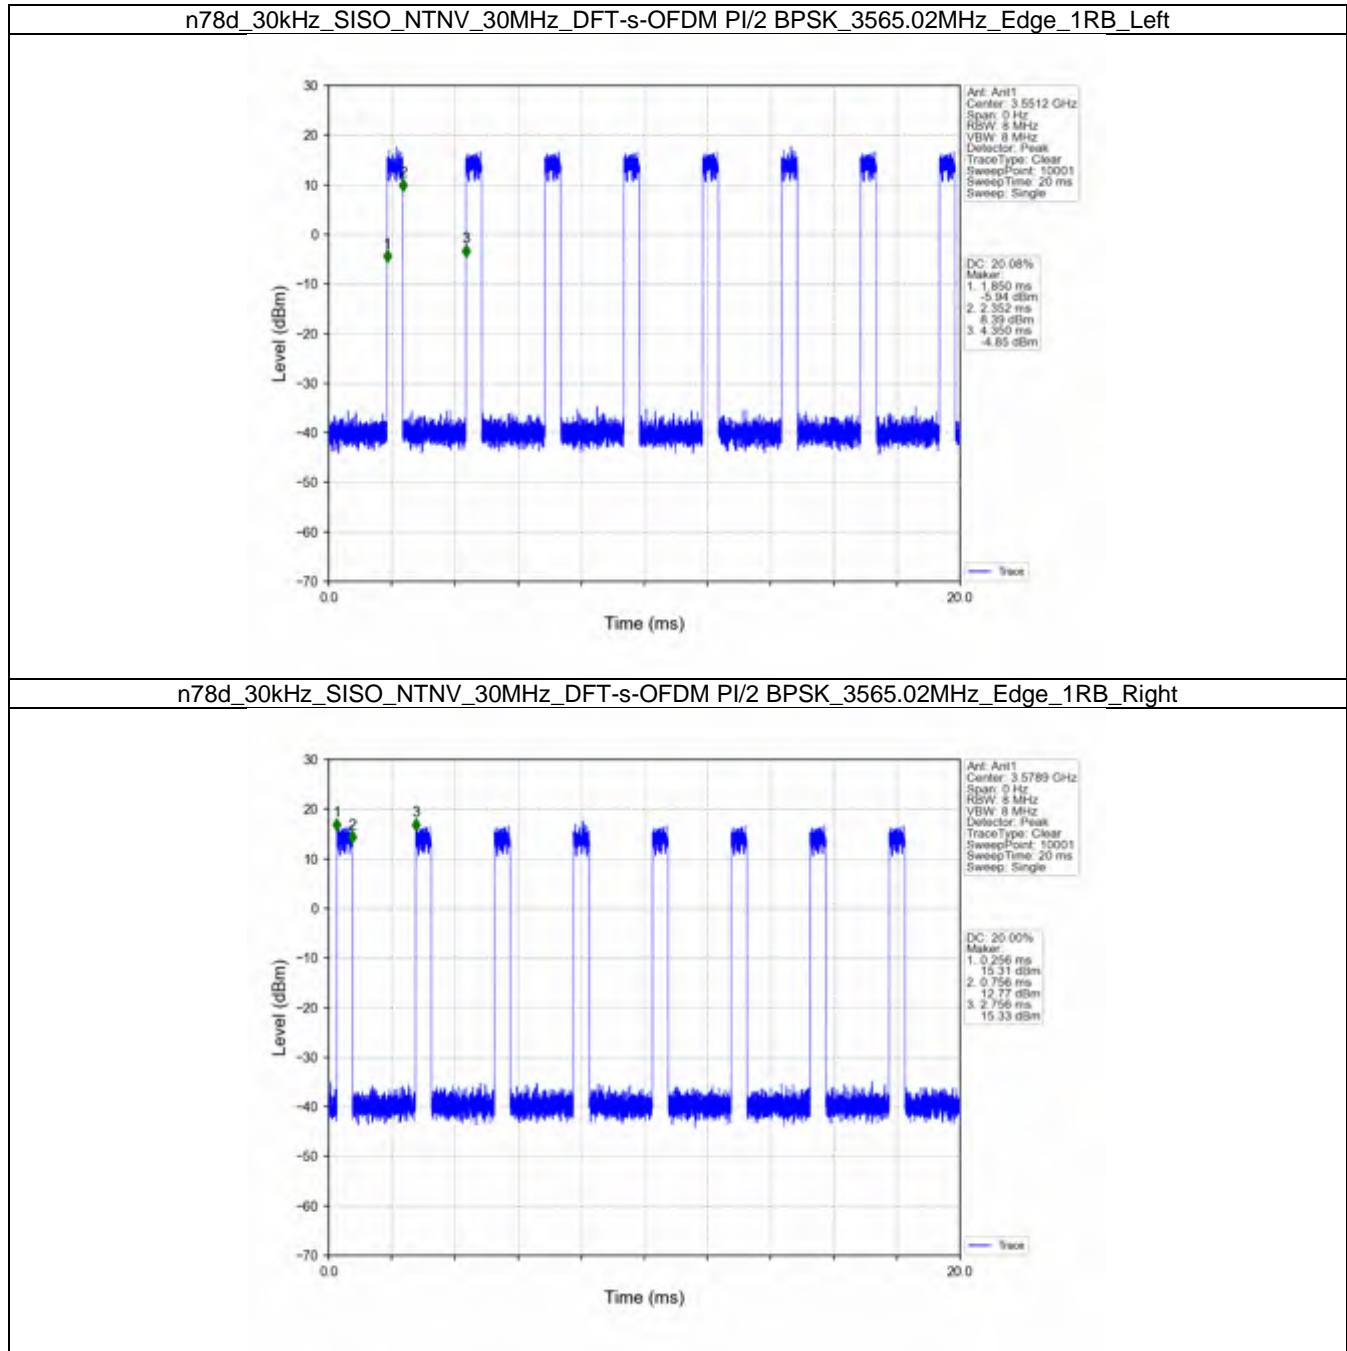 n78d_30kHz_SISO_NTNV_30MHz_DFT-s-OFDM PI/2 BPSK_3565.02MHz_Edge_1RB_Left
30
20
10
0
−10
−20
−30
−40
−50
−60
−70
Level (dBm)
0.0
20.0
Time (ms)
1
2
3
Ant: Ant1
Center: 3.5512 GHz
Span: 0 Hz
RBW: 8 MHz
VBW: 8 MHz
Detector: Peak
TraceType: Clear
SweepPoint: 10001
SweepTime: 20 ms
Sweep: Single
DC: 20.08%
Maker:
1. 1.850 ms
-5.94 dBm
2. 2.352 ms
8.39 dBm
3. 4.350 ms
-4.85 dBm
Trace
n78d_30kHz_SISO_NTNV_30MHz_DFT-s-OFDM PI/2 BPSK_3565.02MHz_Edge_1RB_Right
30
20
10
0
−10
−20
−30
−40
−50
−60
−70
Level (dBm)
0.0
20.0
Time (ms)
1
2
3
Ant: Ant1
Center: 3.5789 GHz
Span: 0 Hz
RBW: 8 MHz
VBW: 8 MHz
Detector: Peak
TraceType: Clear
SweepPoint: 10001
SweepTime: 20 ms
Sweep: Single
DC: 20.00%
Maker:
1. 0.256 ms
15.31 dBm
2. 0.756 ms
12.77 dBm
3. 2.756 ms
15.33 dBm
Trace